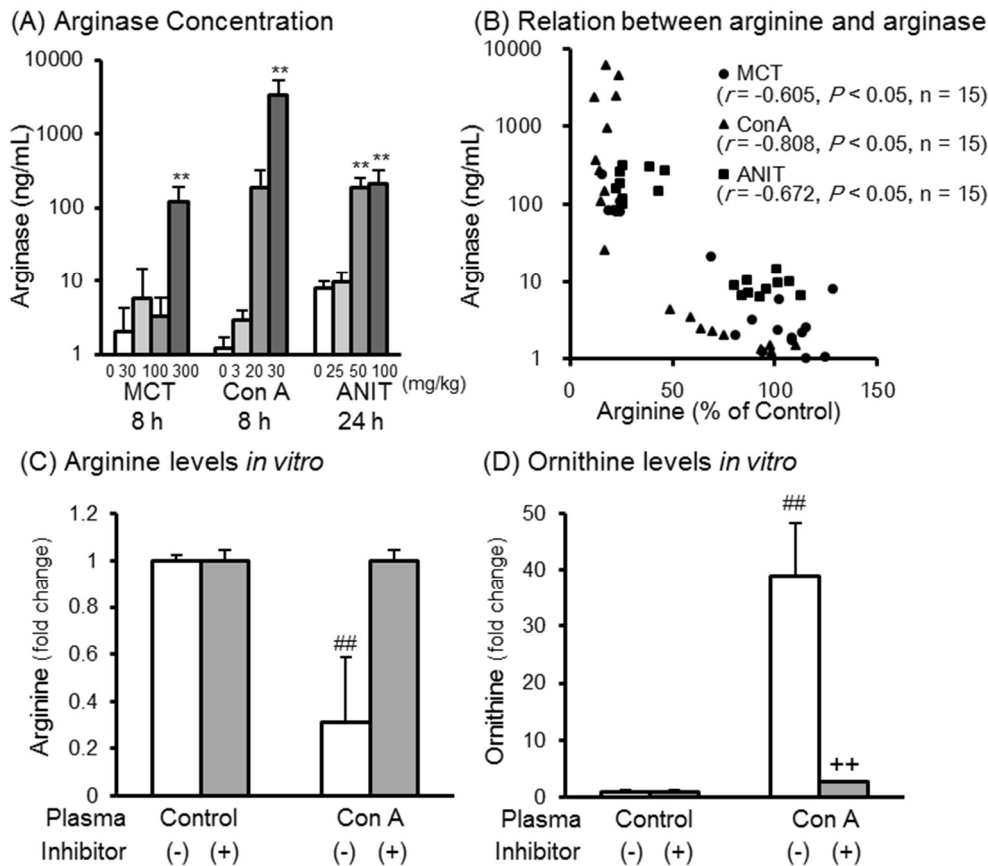 (A) Arginase Concentration
10000
1000
100
10
1
Arginase (ng/mL)
**
**
** **
0 30 100 300 0 3 20 30 0 25 50 100 (mg/kg)
MCT Con A ANIT
8 h 8 h 24 h
(B) Relation between arginine and arginase
10000
1000
100
10
1
Arginase (ng/mL)
MCT
(r = -0.605, P < 0.05, n = 15)
ConA
(r = -0.808, P < 0.05, n = 15)
ANIT
(r = -0.672, P < 0.05, n = 15)
0 50 100 150
Arginine (% of Control)
(C) Arginine levels in vitro
1.2
1
0.8
0.6
0.4
0.2
0
Arginine (fold change)
##
Plasma Control Con A
Inhibitor (-) (+) (-) (+)
(D) Ornithine levels in vitro
60
50
40
30
20
10
0
Ornithine (fold change)
##
++
Plasma Control Con A
Inhibitor (-) (+) (-) (+)